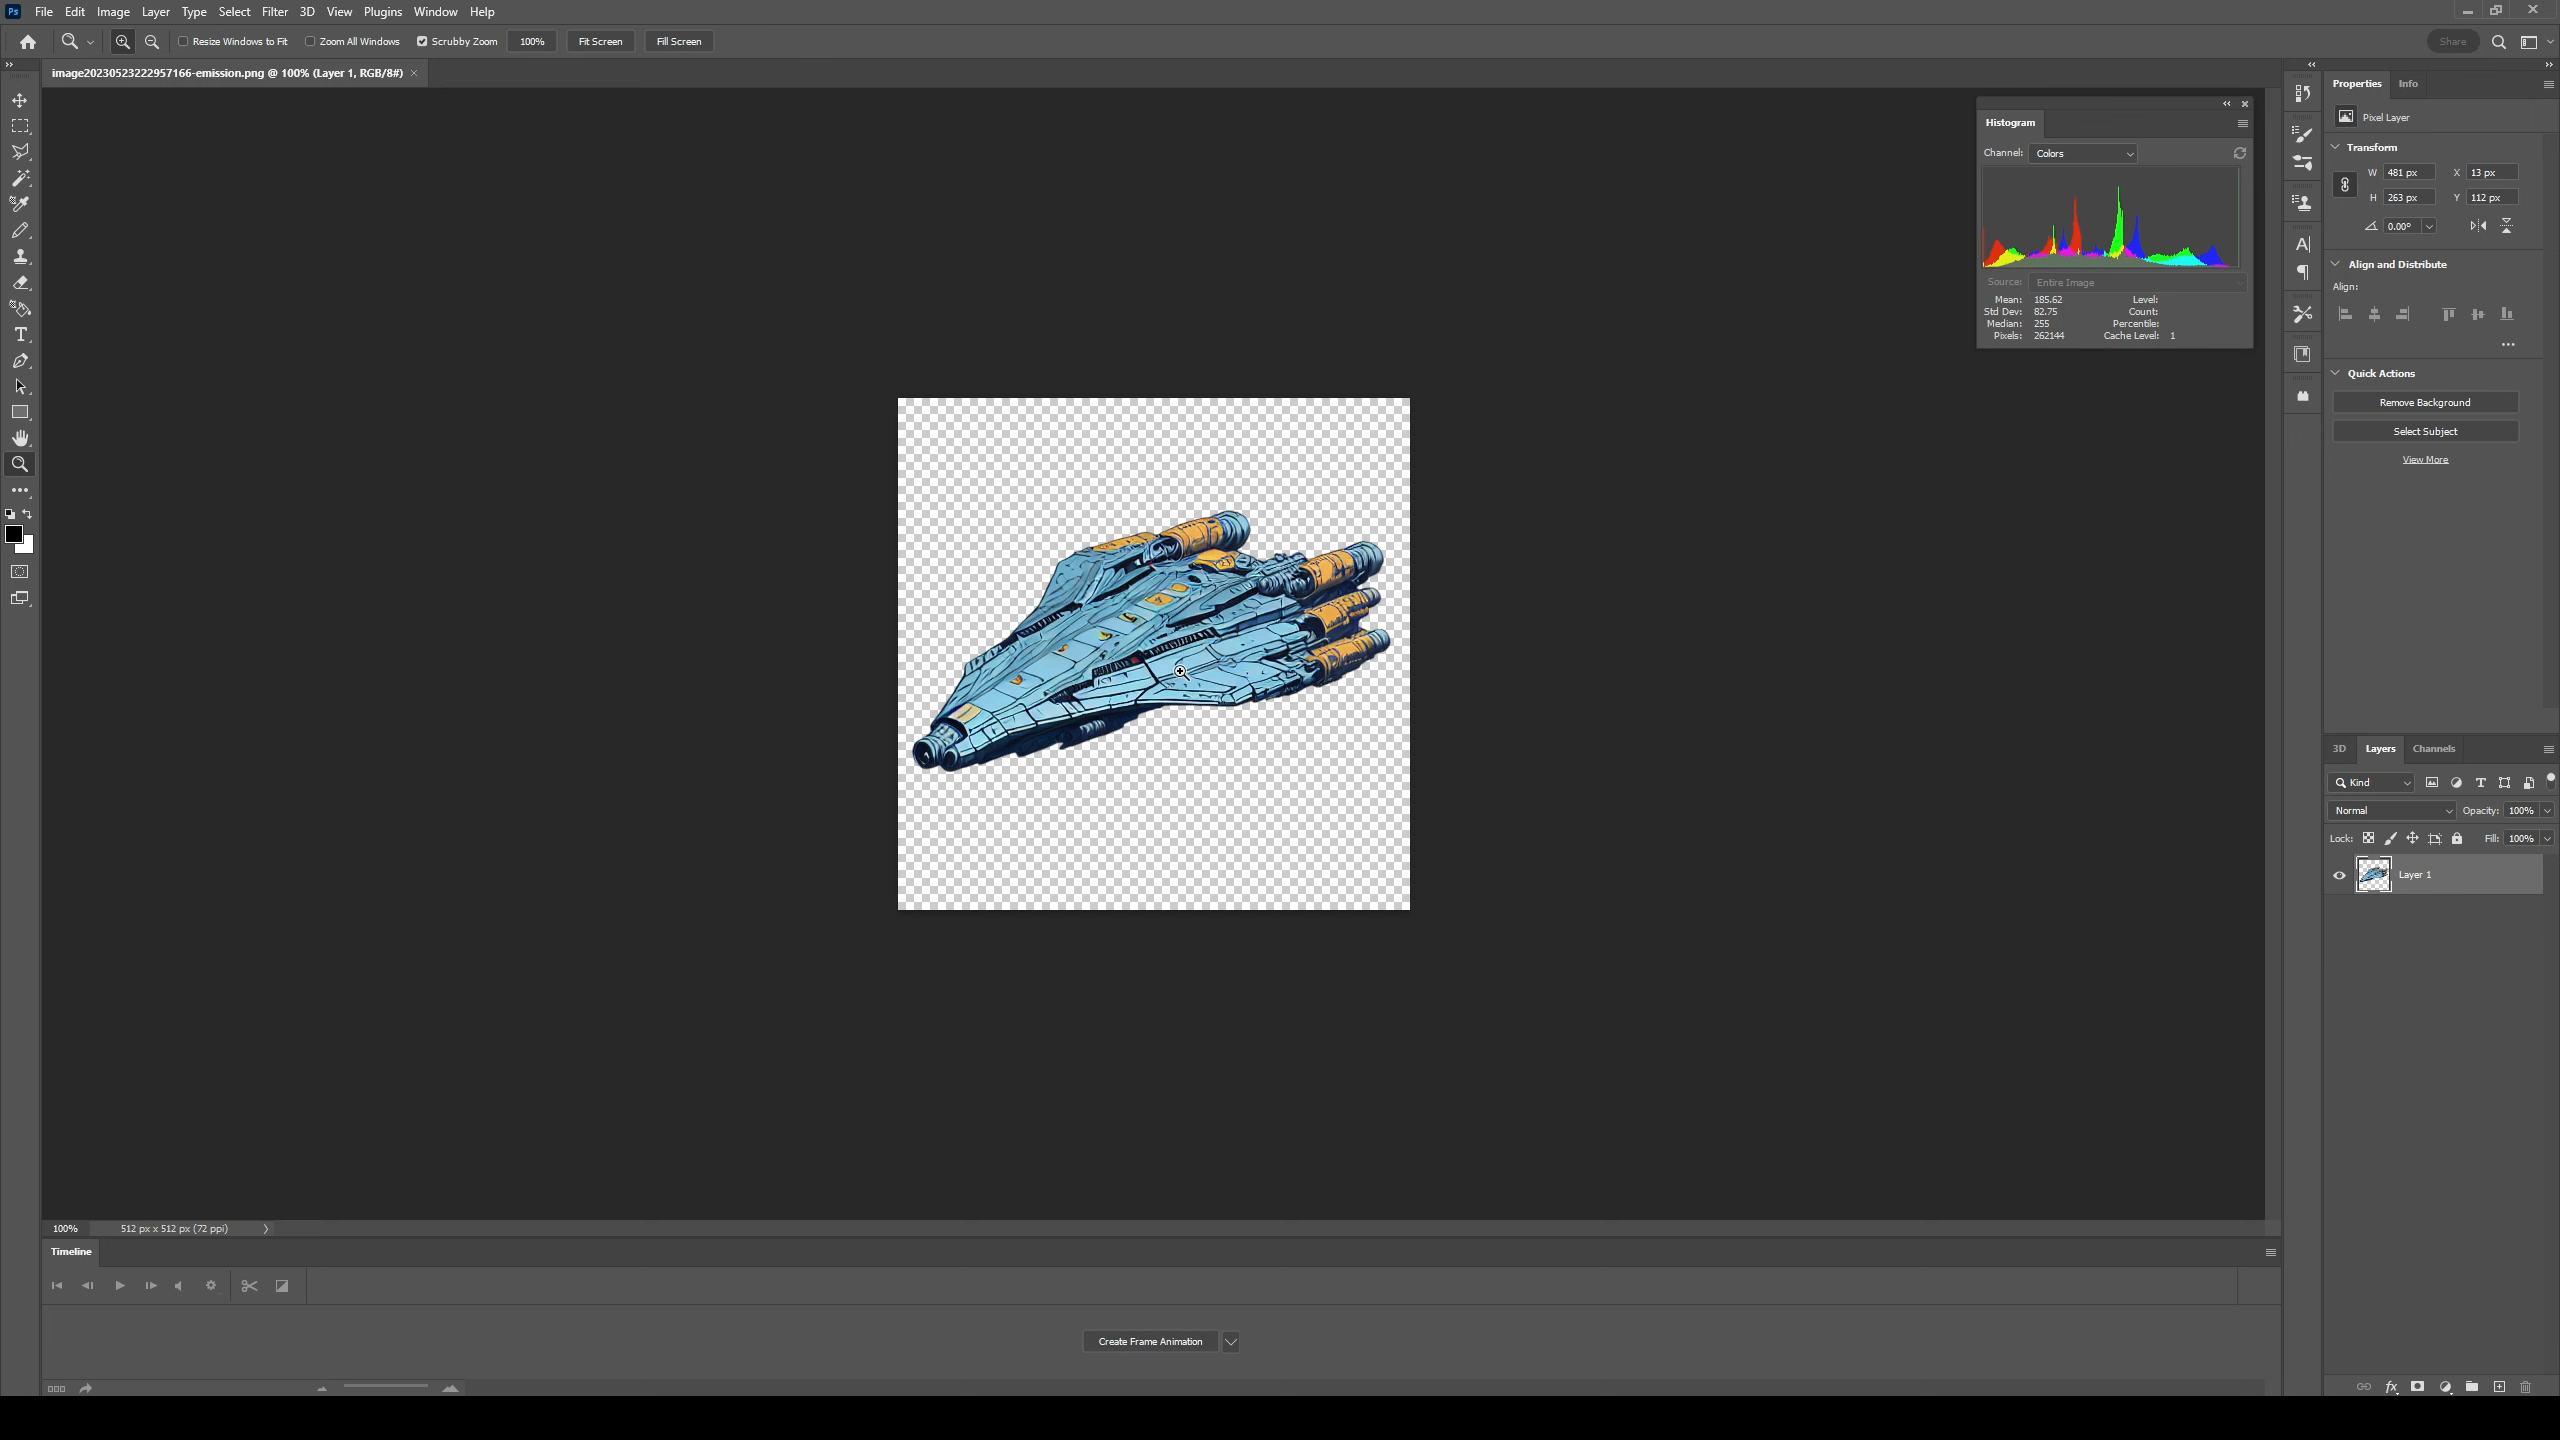 Ps File Edit Image Layer Type Select Filter 3D View Plugins Window Help
Resize Windows to Fit Zoom All Windows Scrubby Zoom 100% Fit Screen Fill Screen Share
image20230523222957166-emission.png @ 100% (Layer 1, RGB/8#)
Histogram
Channel: Colors
Source: Entire Image
Mean: 185.62 Level:
Std Dev: 82.75 Count:
Median: 255 Percentile:
Pixels: 262144 Cache Level: 1
Properties Info
Pixel Layer
Transform
W 481 px X 13 px
H 263 px Y 112 px
0.00°
Align and Distribute
Align:
Quick Actions
Remove Background
Select Subject
View More
3D Layers Channels
Kind
Normal Opacity: 100%
Lock: Fill: 100%
Layer 1
100% 512 px x 512 px (72 ppi)
Timeline
Create Frame Animation
fx